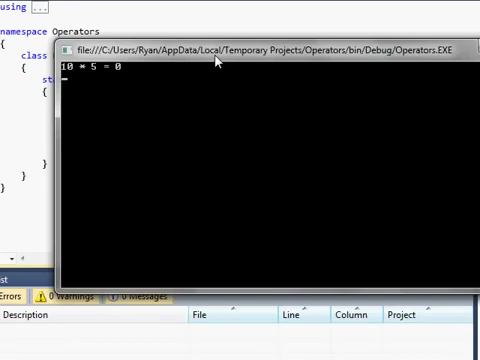 using ...
namespace Operators
{
class
file:///C:/Users/Ryan/AppData/Local/Temporary Projects/Operators/bin/Debug/Operators.EXE
{
10 * 5 = 0
{
}
}
}
Errors 0 Warnings 0 Messages
Description File Line Column Project